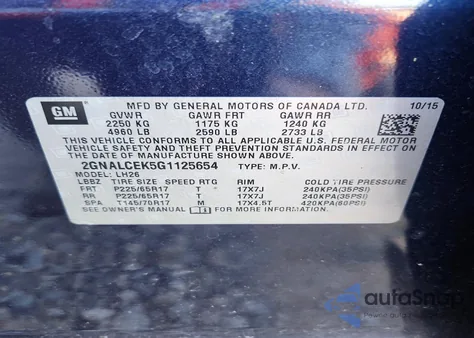 GM
MFD BY GENERAL MOTORS OF CANADA LTD. 10/15
GVWR GAWR FRT GAWR RR
2250 KG 1175 KG 1240 KG
4960 LB 2590 LB 2733 LB
THIS VEHICLE CONFORMS TO ALL APPLICABLE U.S. FEDERAL MOTOR
VEHICLE SAFETY AND THEFT PREVENTION STANDARDS IN EFFECT ON
THE DATE OF MANUFACTURE SHOWN ABOVE.
2GNALCEK5G1125654 TYPE: M.P.V.
MODEL: LH26
LBBZ TIRE SIZE SPEED RTG RIM COLD TIRE PRESSURE
FRT P225/65R17 T 17X7J 240KPA(35PSI)
RR P225/65R17 T 17X7J 240KPA(35PSI)
SPA T145/70R17 M 17X4.5T 420KPA(60PSI)
SEE OWNER'S MANUAL
autoSnap